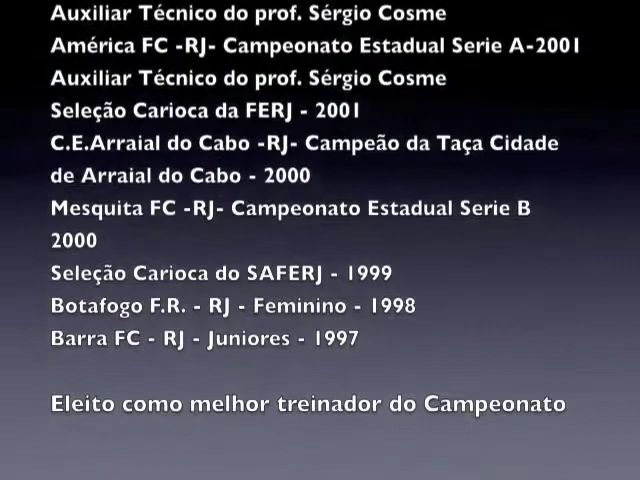 Auxiliar Técnico do prof. Sérgio Cosme
América FC -RJ- Campeonato Estadual Serie A-2001
Auxiliar Técnico do prof. Sérgio Cosme
Seleção Carioca da FERJ - 2001
C.E.Arraial do Cabo -RJ- Campeão da Taça Cidade
de Arraial do Cabo - 2000
Mesquita FC -RJ- Campeonato Estadual Serie B
2000
Seleção Carioca do SAFERJ - 1999
Botafogo F.R. - RJ - Feminino - 1998
Barra FC - RJ - Juniores - 1997
Eleito como melhor treinador do Campeonato